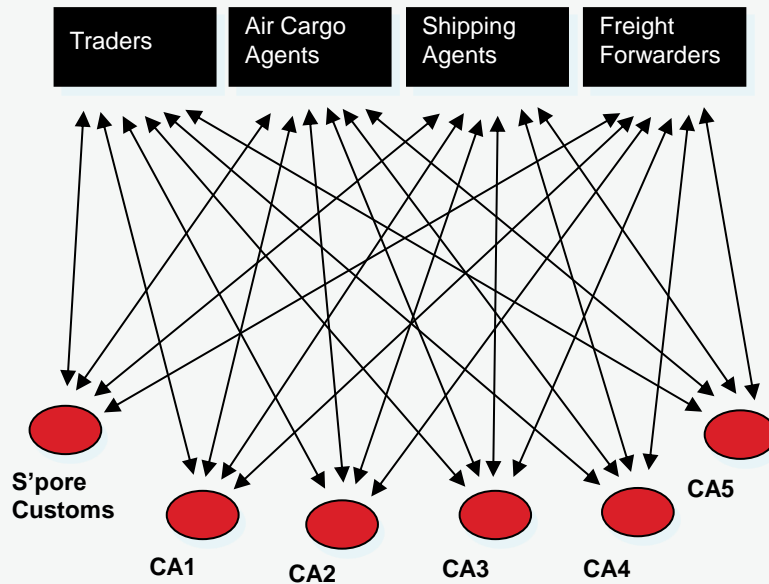 Traders
Air Cargo
Agents
Shipping
Agents
Freight
Forwarders
S'pore
Customs
CA1
CA2
CA3
CA4
CA5